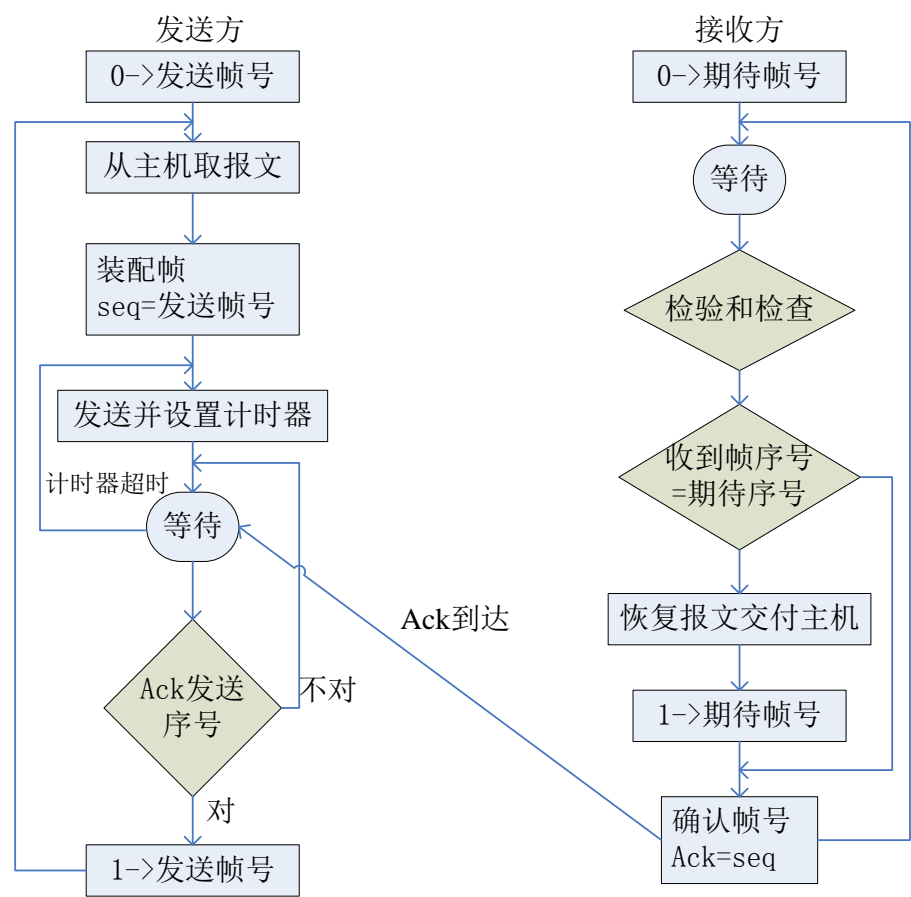 发送方
0->发送帧号
从主机取报文
装配帧
seq=发送帧号
发送并设置计时器
计时器超时
等待
Ack发送
序号
不对
对
1->发送帧号
Ack到达
接收方
0->期待帧号
等待
检验和检查
收到帧序号
=期待序号
恢复报文交付主机
1->期待帧号
确认帧号
Ack=seq